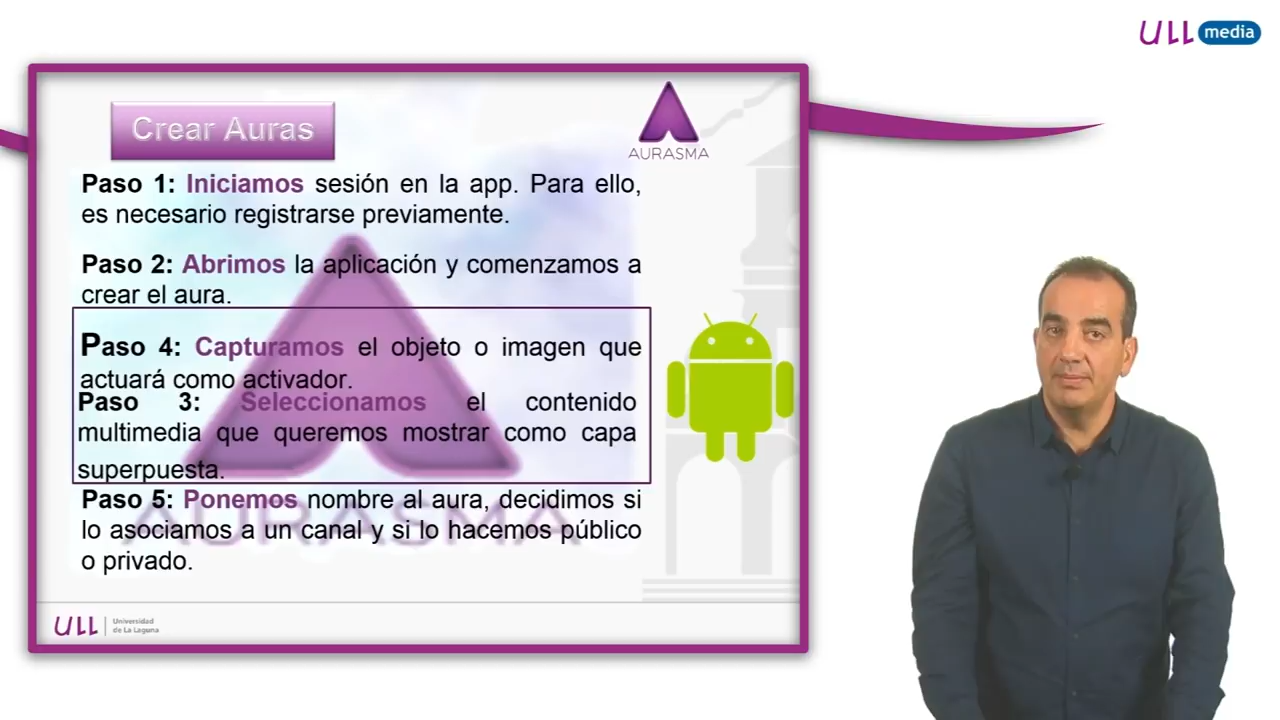 ULL media
Crear Auras
AURASMA
Paso 1: Iniciamos sesión en la app. Para ello,
es necesario registrarse previamente.
Paso 2: Abrimos la aplicación y comenzamos a
crear el aura.
Paso 4: Capturamos el objeto o imagen que
actuará como activador.
Paso 3: Seleccionamos el contenido
multimedia que queremos mostrar como capa
superpuesta.
Paso 5: Ponemos nombre al aura, decidimos si
lo asociamos a un canal y si lo hacemos público
o privado.
AURASMA
ULL
Universidad
de La Laguna